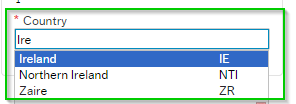 * Country
Ire
Ireland IE
Northern Ireland NTI
Zaire ZR